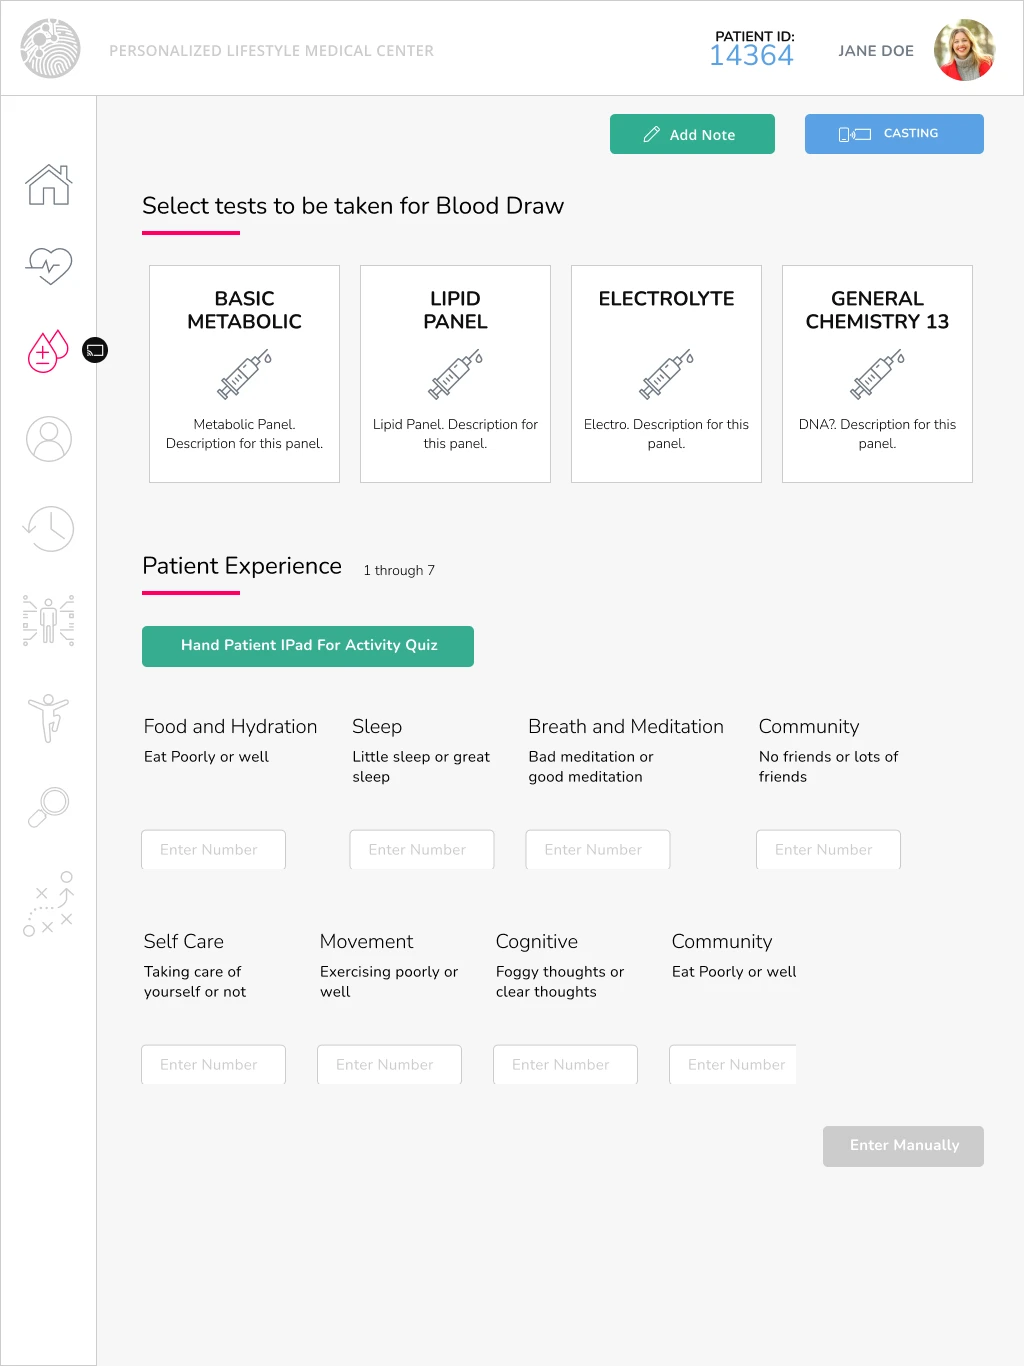 PERSONALIZED LIFESTYLE MEDICAL CENTER
PATIENT ID:
14364
JANE DOE
Add Note
CASTING
Select tests to be taken for Blood Draw
BASIC
METABOLIC
Metabolic Panel.
Description for this panel.
LIPID
PANEL
Lipid Panel. Description for
this panel.
ELECTROLYTE
Electro. Description for this
panel.
GENERAL
CHEMISTRY 13
DNA?. Description for this
panel.
Patient Experience
1 through 7
Hand Patient IPad For Activity Quiz
Food and Hydration
Eat Poorly or well
Enter Number
Sleep
Little sleep or great
sleep
Enter Number
Breath and Meditation
Bad meditation or
good meditation
Enter Number
Community
No friends or lots of
friends
Enter Number
Self Care
Taking care of
yourself or not
Enter Number
Movement
Exercising poorly or
well
Enter Number
Cognitive
Foggy thoughts or
clear thoughts
Enter Number
Community
Eat Poorly or well
Enter Number
Enter Manually